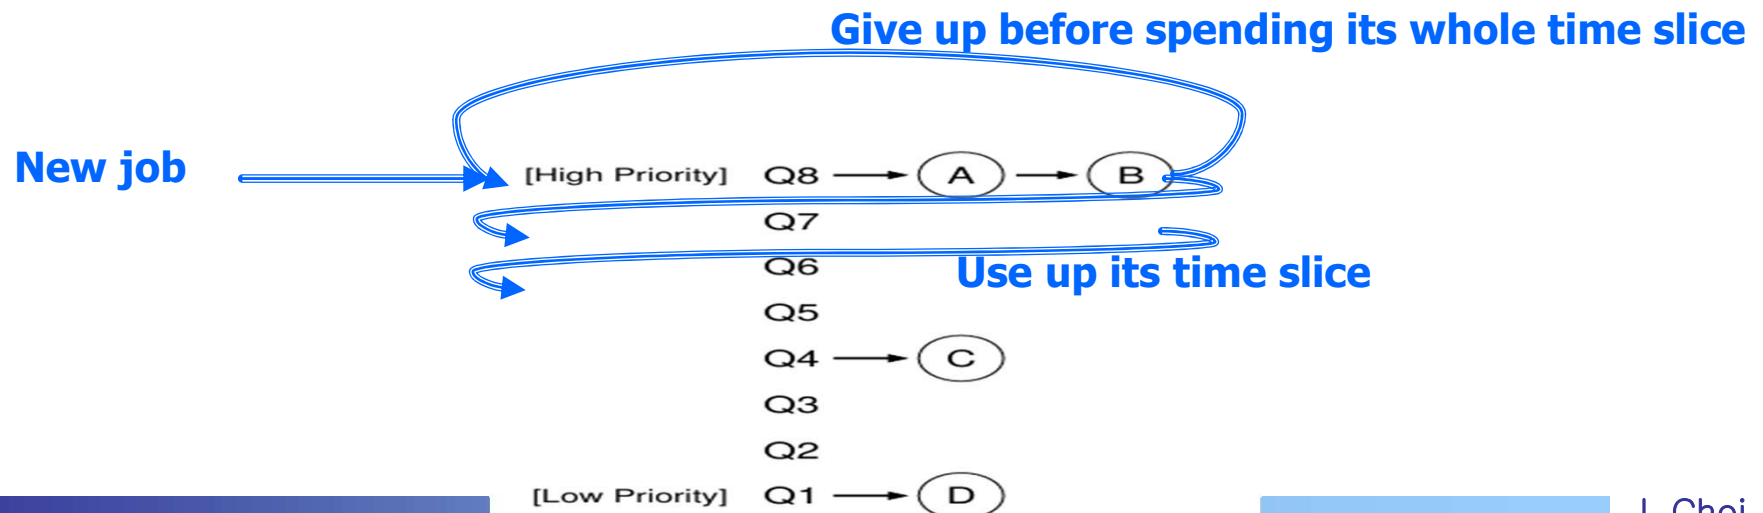 Give up before spending its whole time slice
New job
[High Priority] Q8 A B
Q7
Q6
Use up its time slice
Q5
Q4 C
Q3
Q2
[Low Priority] Q1 D
J. Choi